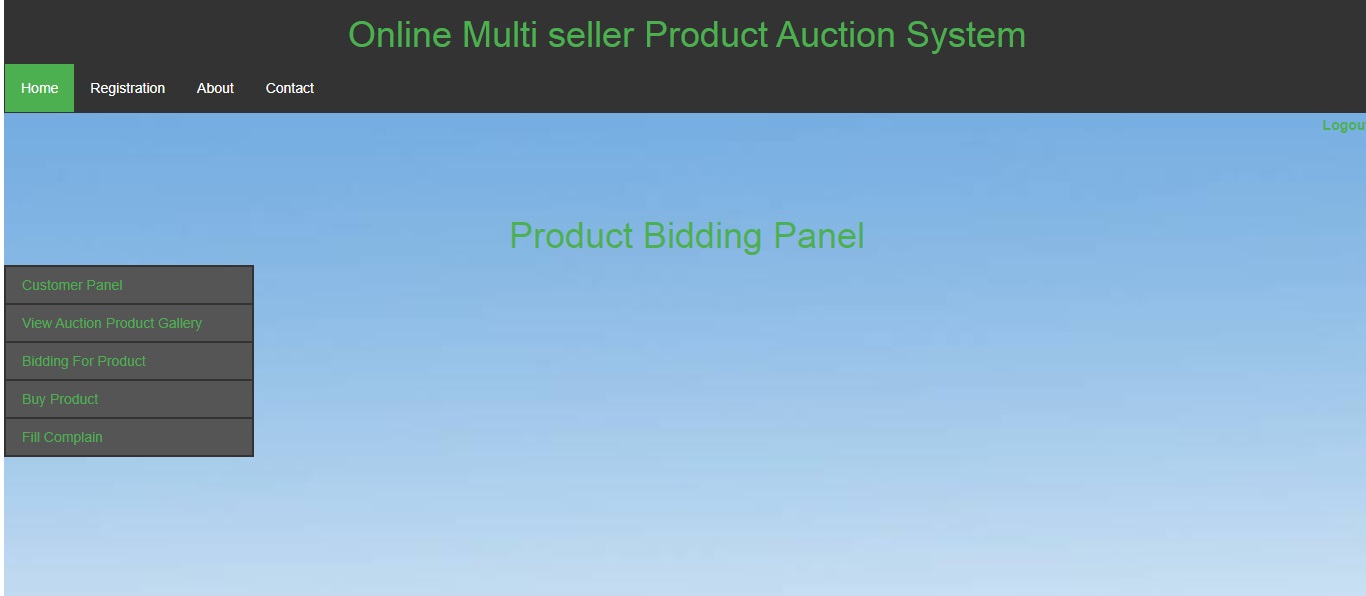 Online Multi seller Product Auction System
Home Registration About Contact
Logou
Product Bidding Panel
Customer Panel
View Auction Product Gallery
Bidding For Product
Buy Product
Fill Complain